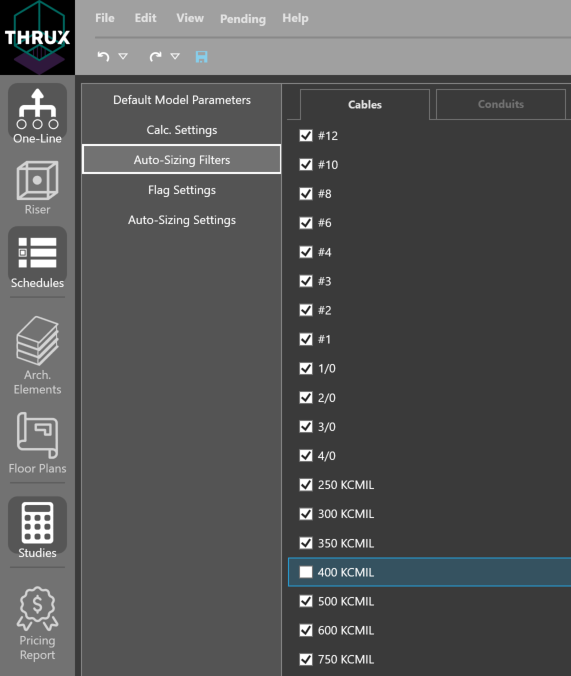 THRUX
File Edit View Pending Help
One-Line
Riser
Schedules
Arch.
Elements
Floor Plans
Studies
Pricing
Report
Default Model Parameters
Calc. Settings
Auto-Sizing Filters
Flag Settings
Auto-Sizing Settings
Cables Conduits
#12
#10
#8
#6
#4
#3
#2
#1
1/0
2/0
3/0
4/0
250 KCMIL
300 KCMIL
350 KCMIL
400 KCMIL
500 KCMIL
600 KCMIL
750 KCMIL